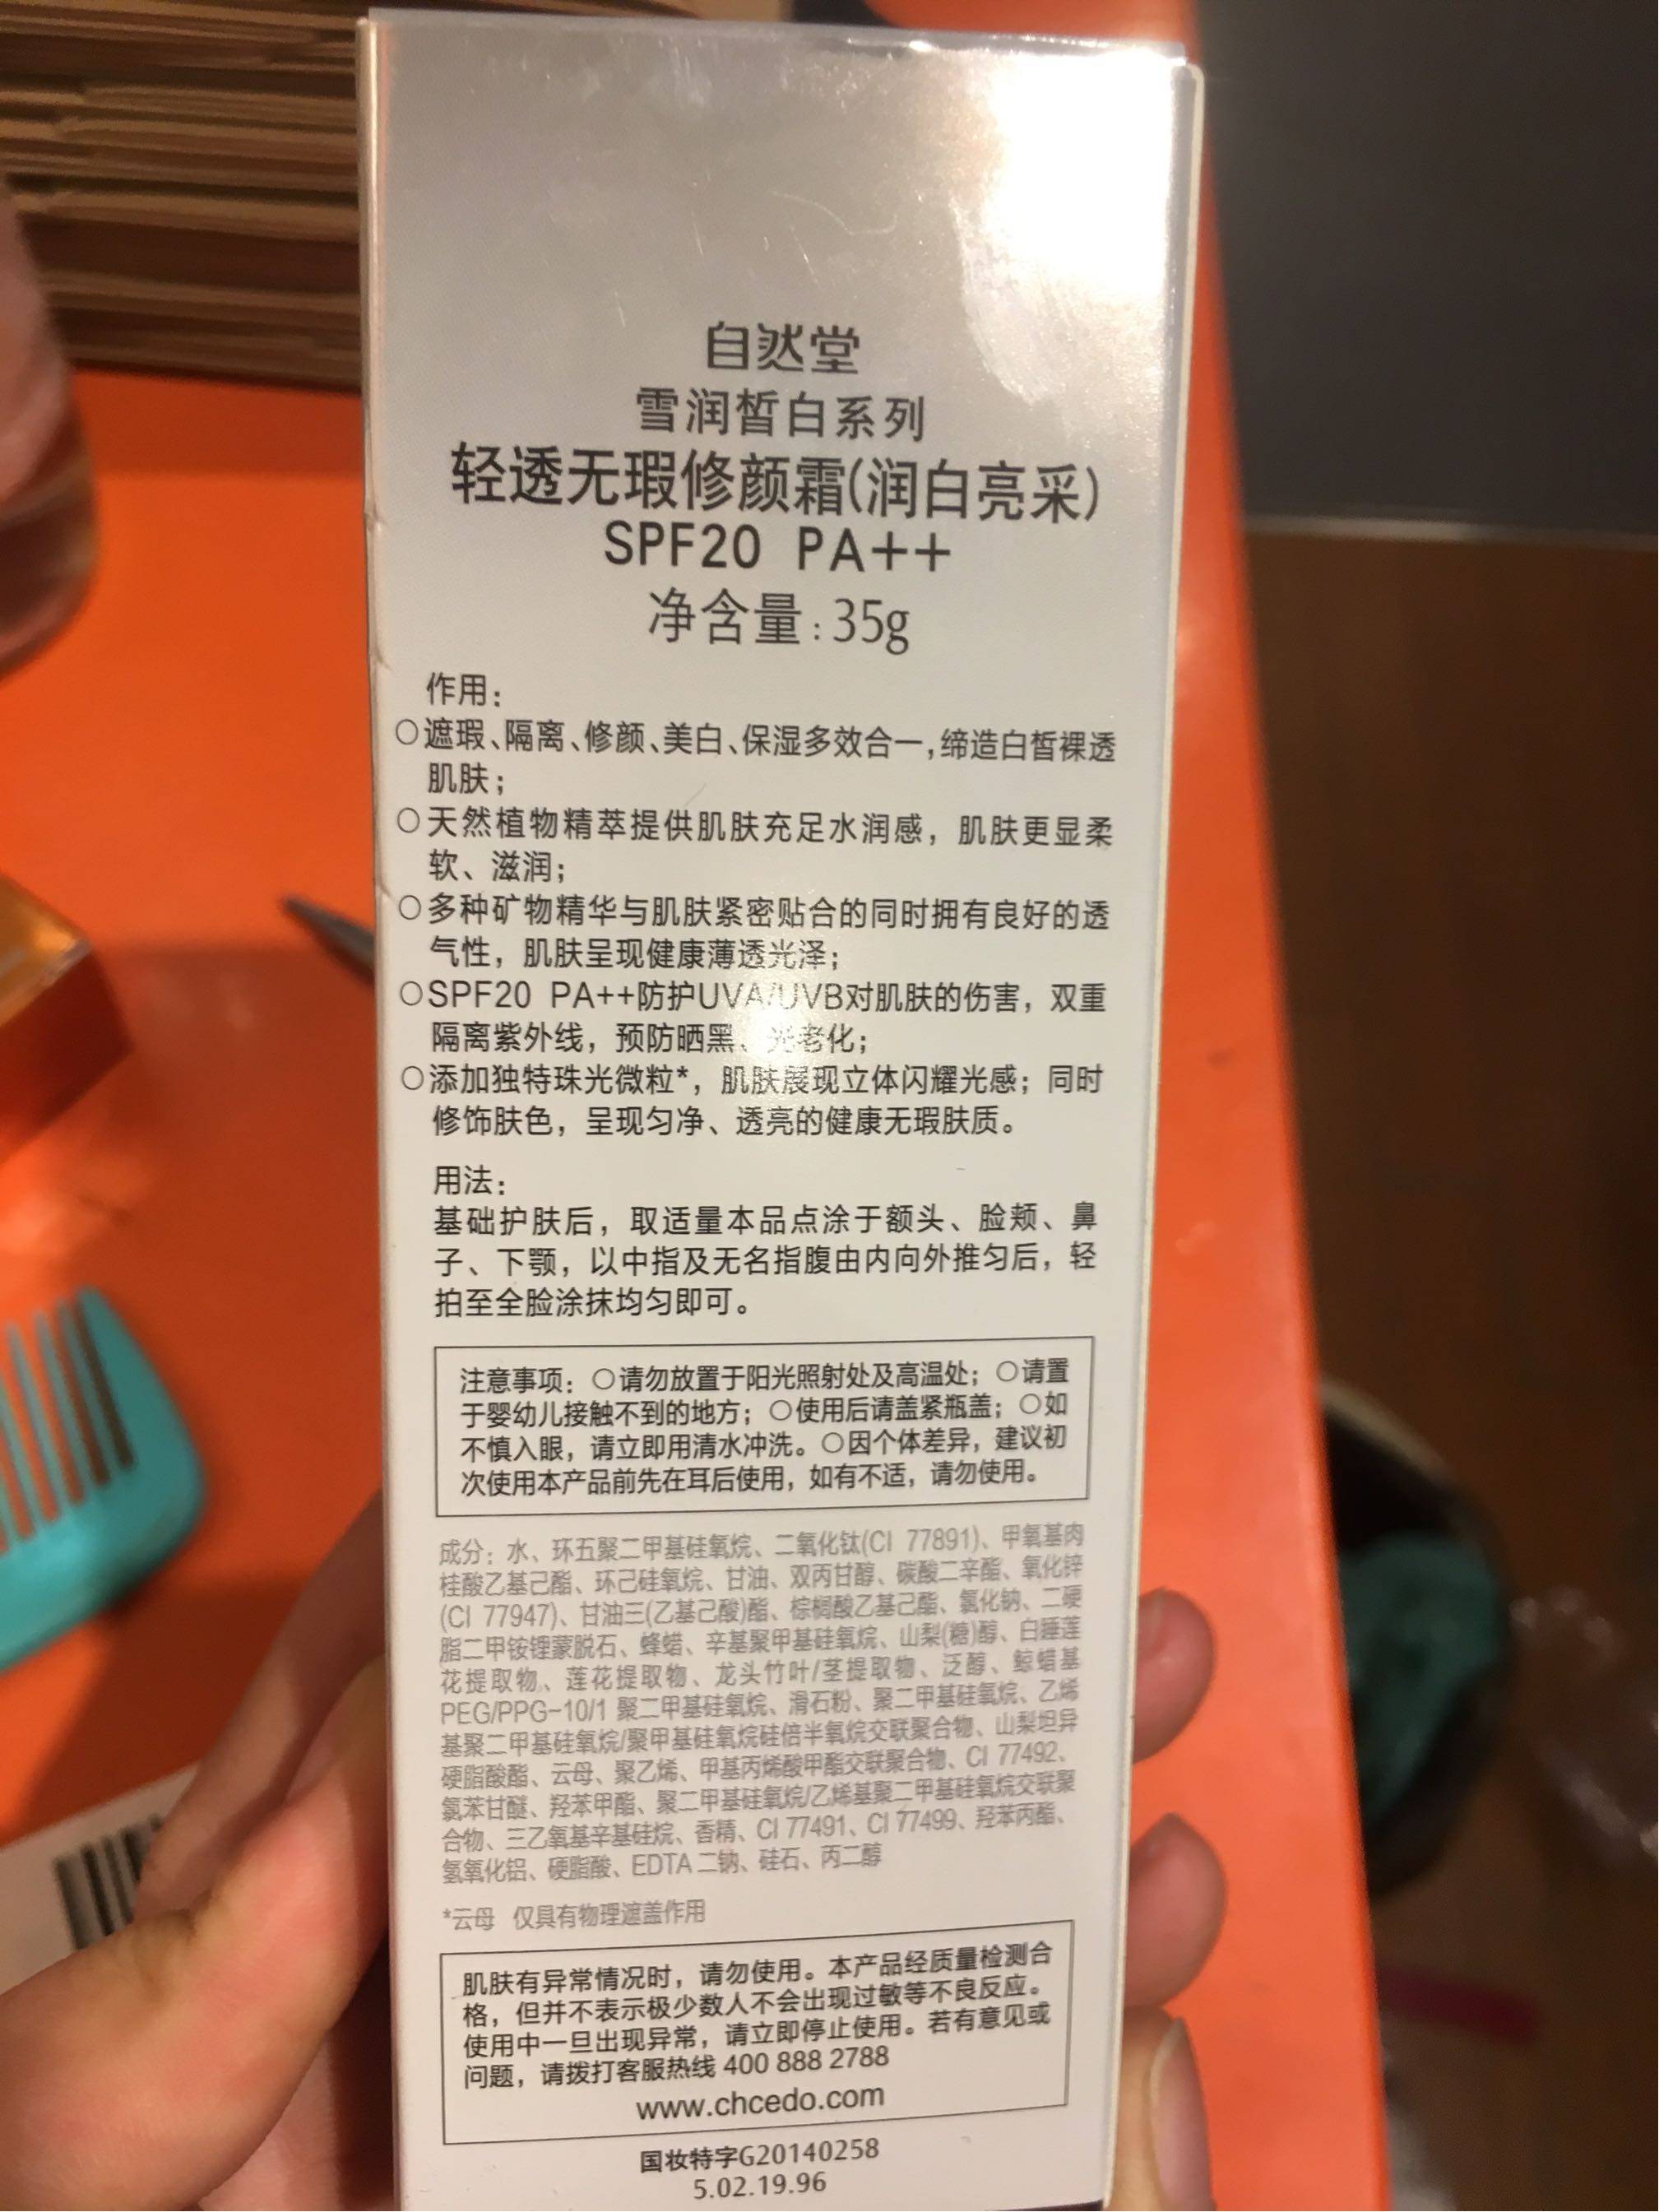 自然堂
雪润皙白系列
轻透无瑕修颜霜(润白亮采)
SPF20 PA++
净含量:35g
作用:
○遮瑕、隔离、修颜、美白、保湿多效合一,缔造白皙裸透
肌肤;
○天然植物精萃提供肌肤充足水润感,肌肤更显柔
软、滋润;
○多种矿物精华与肌肤紧密贴合的同时拥有良好的透
气性,肌肤呈现健康薄透光泽;
○SPF20 PA++防护UVA/UVB对肌肤的伤害,双重
隔离紫外线,预防晒黑、光老化;
○添加独特珠光微粒*,肌肤展现立体闪耀光感;同时
修饰肤色,呈现匀净、透亮的健康无瑕肤质。
用法:
基础护肤后,取适量本品点涂于额头、脸颊、鼻
子、下颚,以中指及无名指腹由内向外推匀后,轻
拍至全脸涂抹均匀即可。
注意事项:○请勿放置于阳光照射处及高温处;○请置
于婴幼儿接触不到的地方;○使用后请盖紧瓶盖;○如
不慎入眼,请立即用清水冲洗。○因个体差异,建议初
次使用本产品前先在耳后使用,如有不适,请勿使用。
成分:水、环五聚二甲基硅氧烷、二氧化钛(CI 77891)、甲氧基肉
桂酸乙基己酯、环己硅氧烷、甘油、双丙甘醇、碳酸二辛酯、氧化锌
(CI 77947)、甘油三(乙基己酸)酯、棕榈酸乙基己酯、氯化钠、二硬
脂二甲铵锂蒙脱石、蜂蜡、辛基聚甲基硅氧烷、山梨(糖)醇、白睡莲
花提取物、莲花提取物、龙头竹叶/茎提取物、泛醇、鲸蜡基
PEG/PPG-10/1 聚二甲基硅氧烷、滑石粉、聚二甲基硅氧烷、乙烯
基聚二甲基硅氧烷/聚甲基硅氧烷硅倍半氧烷交联聚合物、山梨坦异
硬脂酸酯、云母、聚乙烯、甲基丙烯酸甲酯交联聚合物、CI 77492、
氯苯甘醚、羟苯甲酯、聚二甲基硅氧烷/乙烯基聚二甲基硅氧烷交联聚
合物、三乙氧基辛基硅烷、香精、CI 77491、CI 77499、羟苯丙酯、
氢氧化铝、硬脂酸、EDTA 二钠、硅石、丙二醇
*云母 仅具有物理遮盖作用
肌肤有异常情况时,请勿使用。本产品经质量检测合
格,但并不表示极少数人不会出现过敏等不良反应。
使用中一旦出现异常,请立即停止使用。若有意见或
问题,请拨打客服热线 400 888 2788
www.chcedo.com
国妆特字G20140258
5.02.19.96